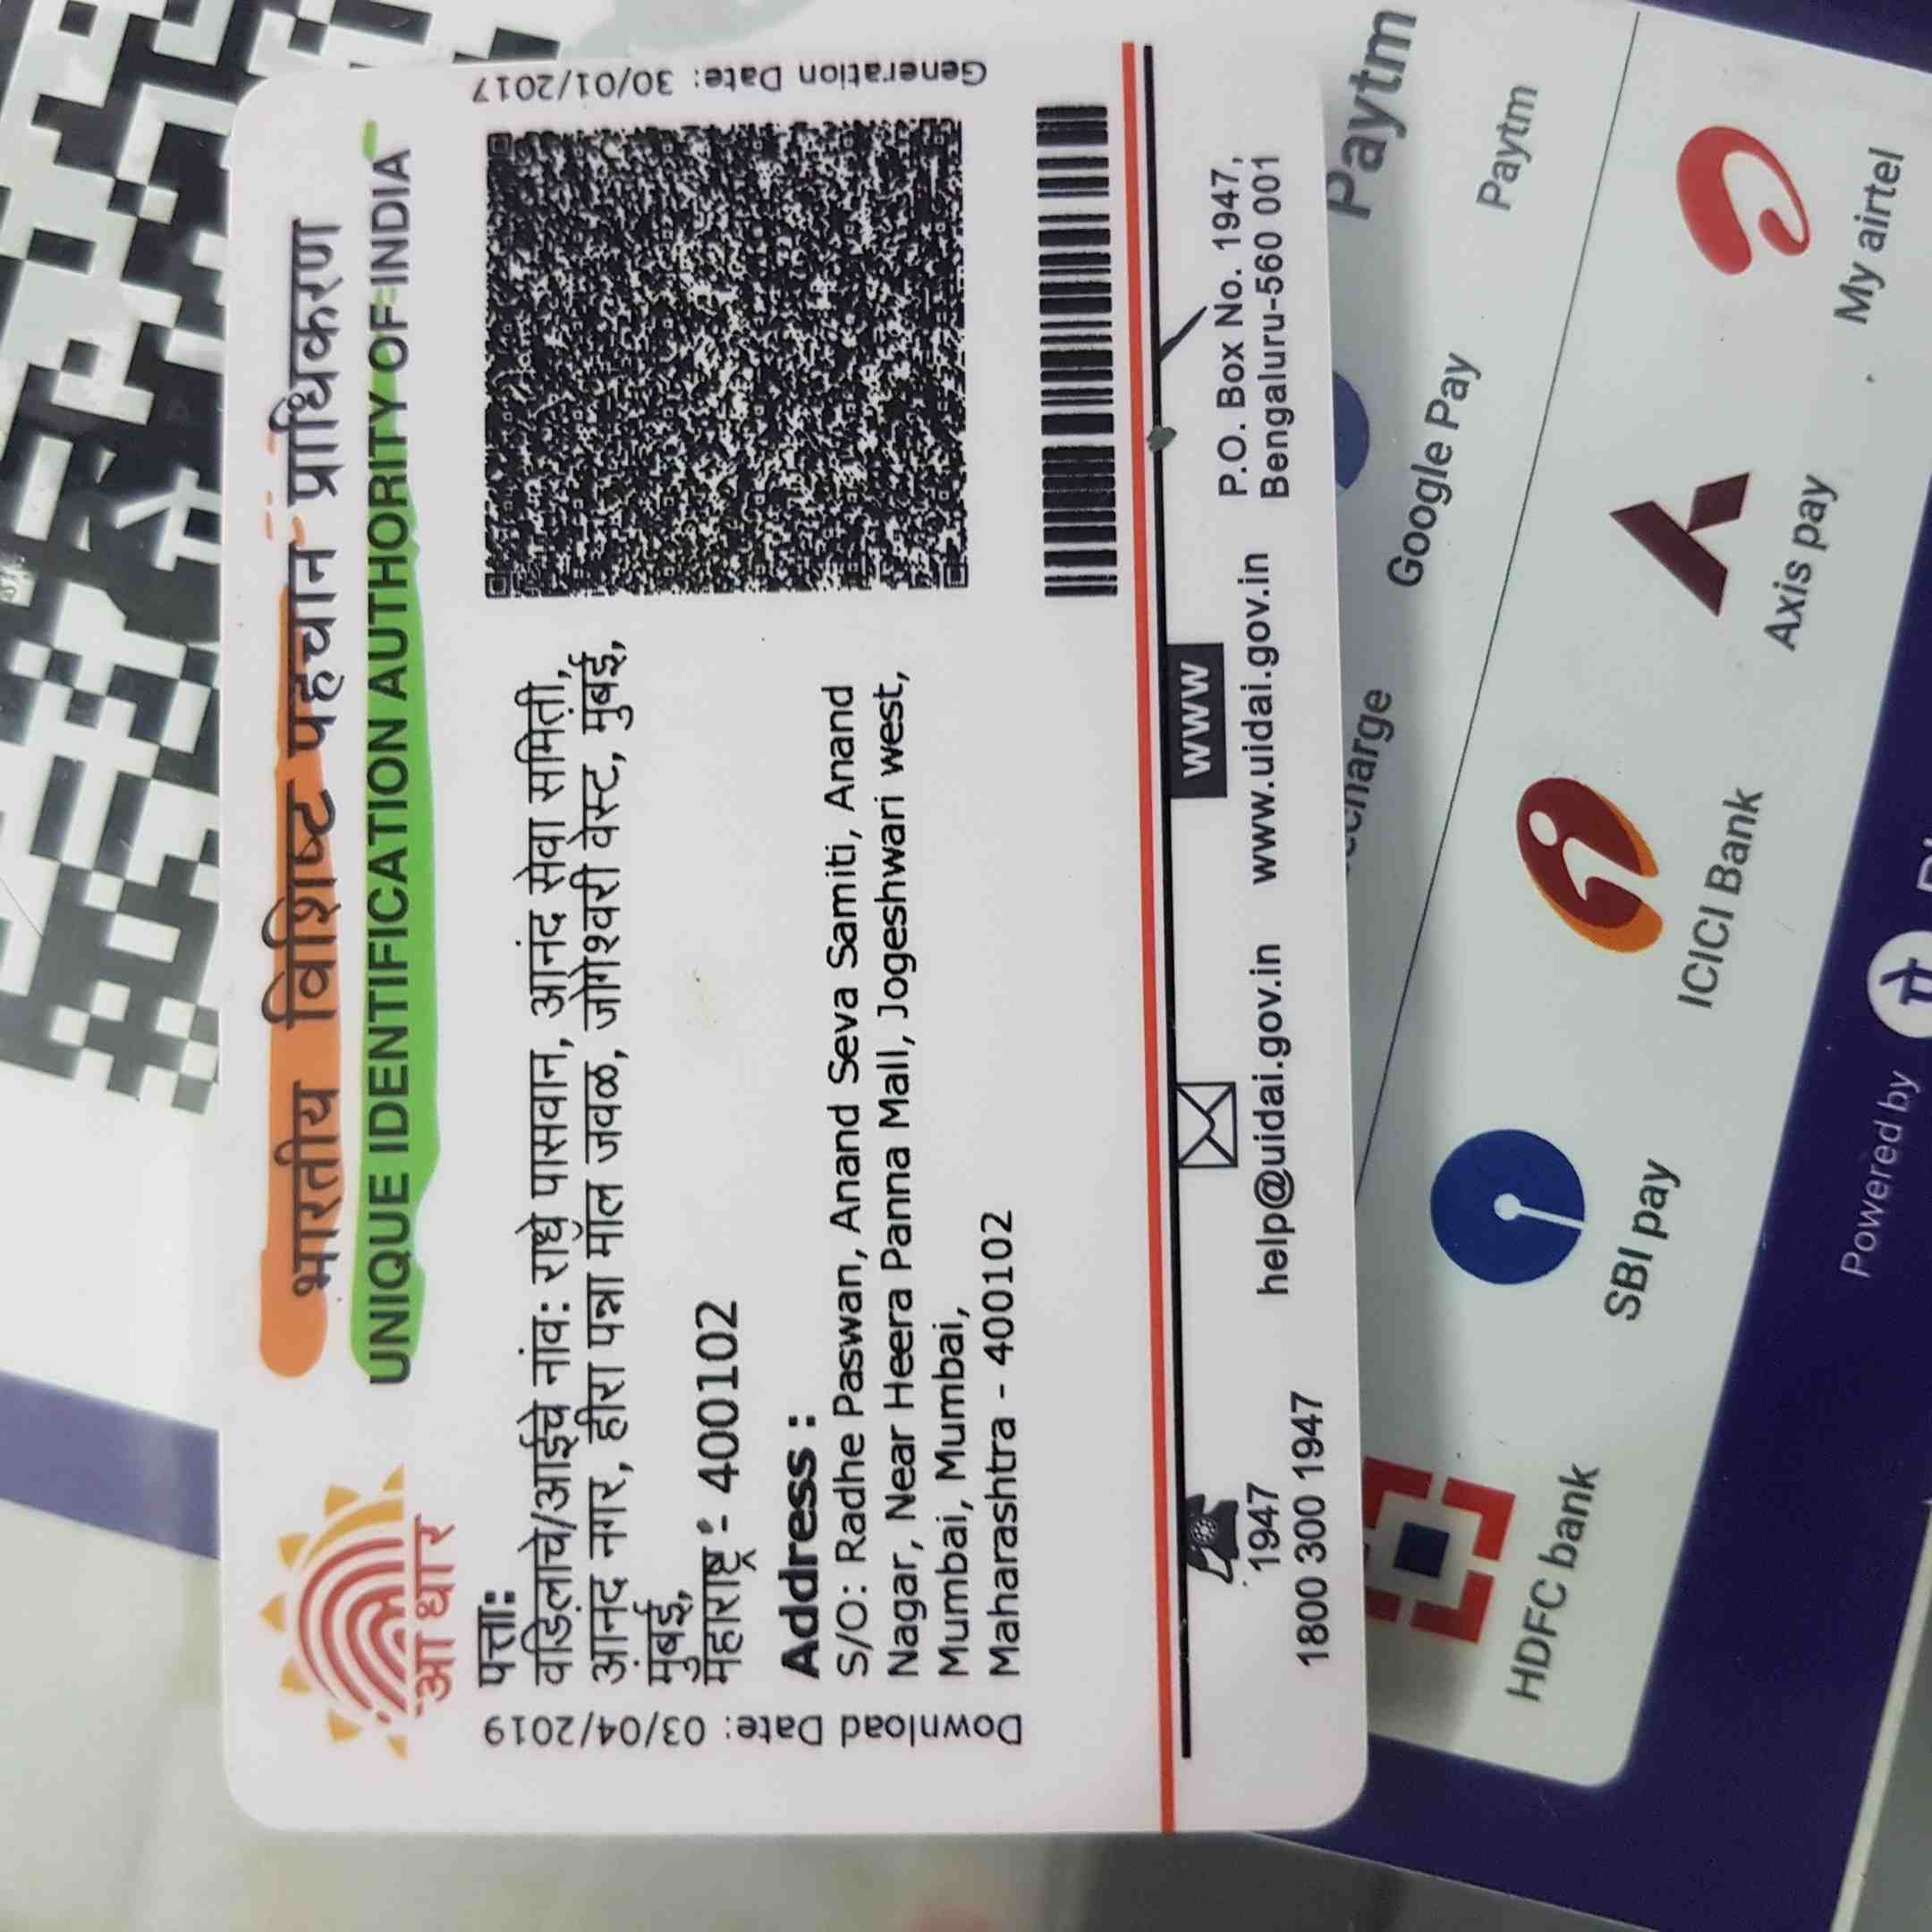 भारतीय विशिष्ट पहचान प्राधिकरण
UNIQUE IDENTIFICATION AUTHORITY OF INDIA
आधार
Download Date: 03/04/2019
Generation Date: 30/01/2017
पत्ता:
वडिलांचे/आईचे नांव: राधे पासवान, आनंद सेवा समिती,
आनंद नगर, हीरा पन्ना मॉल जवळ, जोगेश्वरी वेस्ट, मुंबई,
मुंबई,
महाराष्ट्र - 400102
Address :
S/O: Radhe Paswan, Anand Seva Samiti, Anand
Nagar, Near Heera Panna Mall, Jogeshwari west,
Mumbai, Mumbai,
Maharashtra - 400102
1947
1800 300 1947
help@uidai.gov.in
WWW
www.uidai.gov.in
P.O. Box No. 1947,
Bengaluru-560 001
Paytm
Google Pay
Paytm
HDFC bank
SBI pay
ICICI Bank
Axis pay
My airtel
Powered by
पे